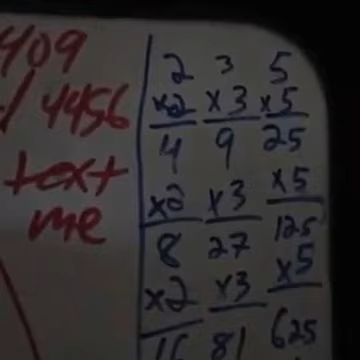 409
/ 4456
text
me
2 3 5
x2 x3 x5
4 9 25
x2 x3 x5
8 27 125
x2 x3 x5
16 81 625